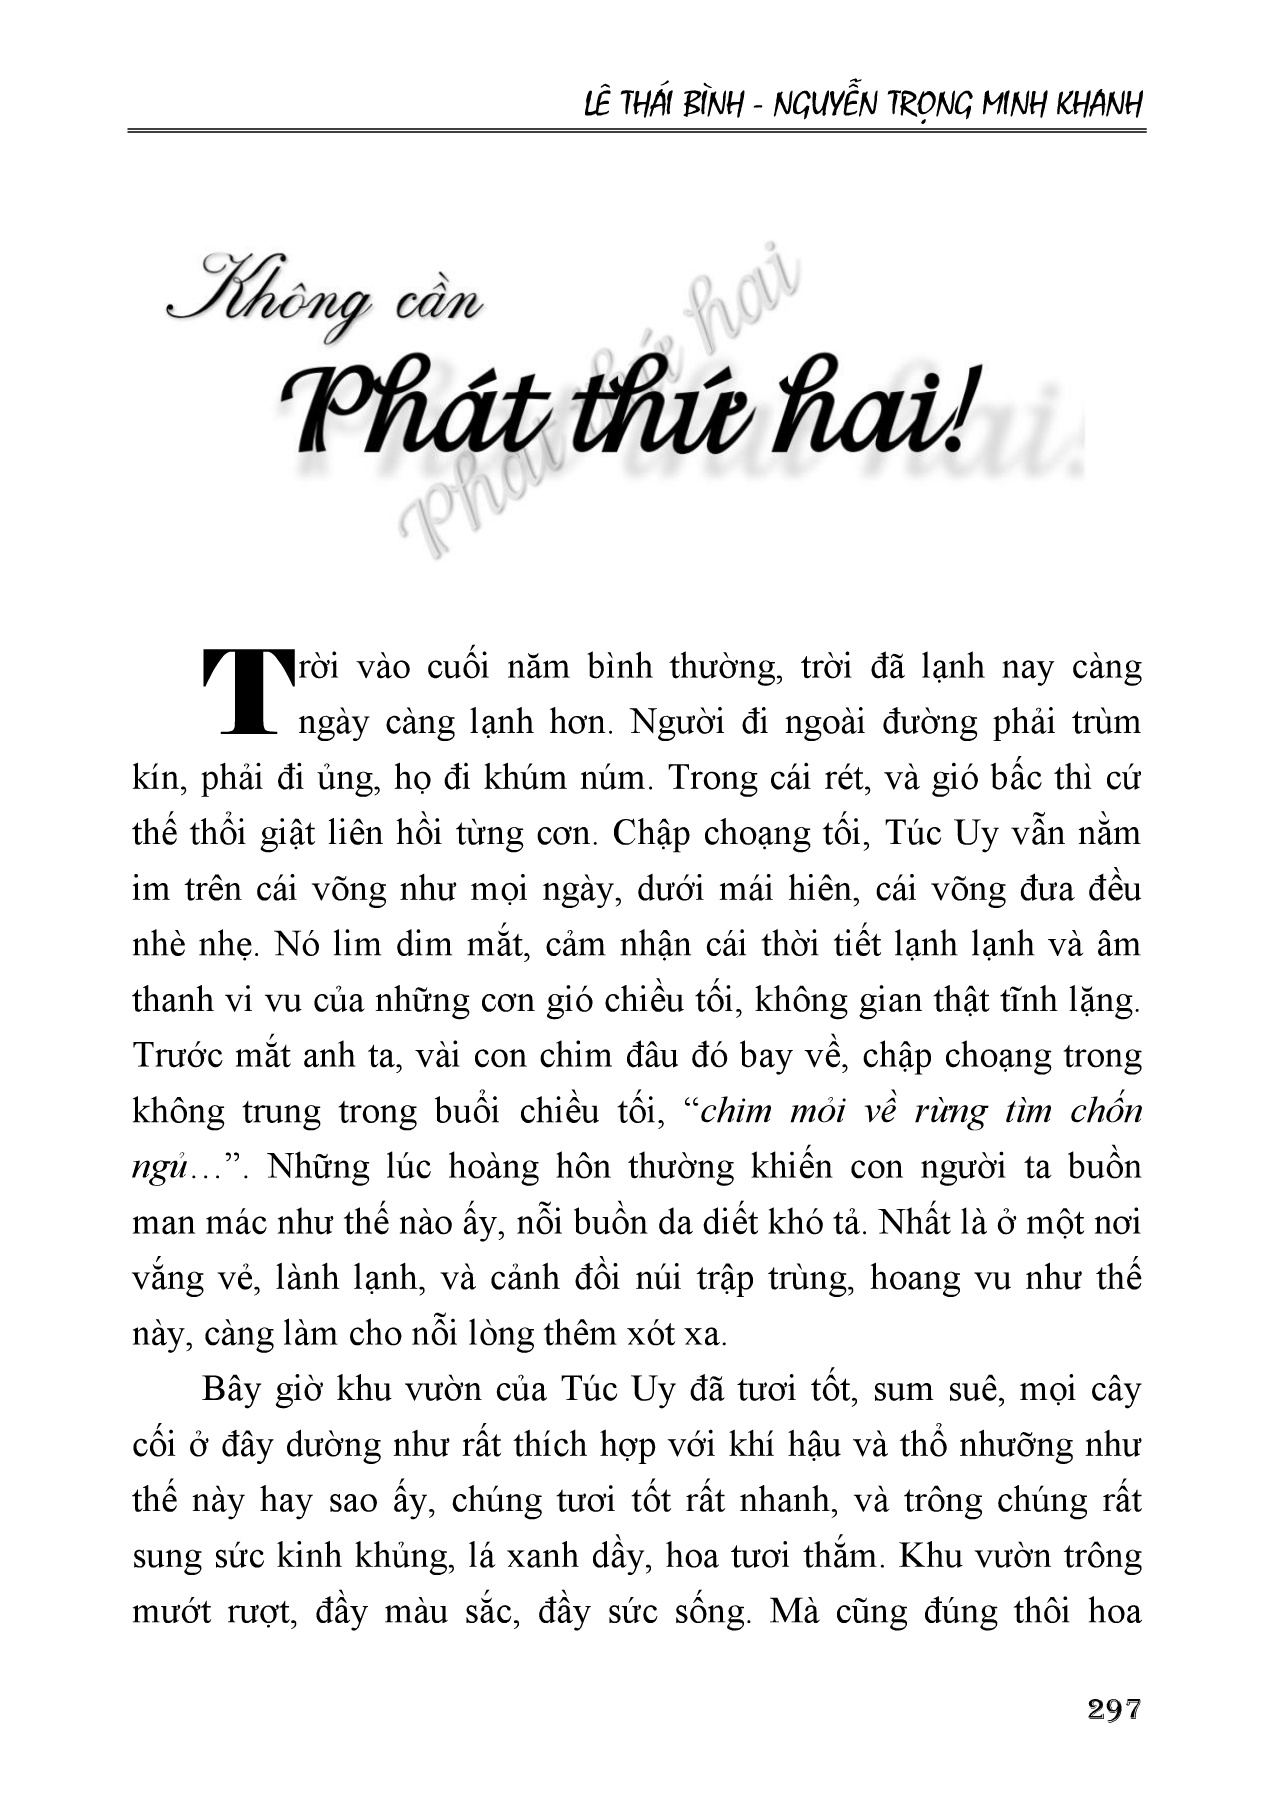 LÊ THÁI BÌNH - NGUYỄN TRỌNG MINH KHANH
Không cần
Phát thứ hai
Phát thứ hai!
Phát thứ hai!
Trời vào cuối năm bình thường, trời đã lạnh nay càng
ngày càng lạnh hơn. Người đi ngoài đường phải trùm
kín, phải đi ủng, họ đi khúm núm. Trong cái rét, và gió bấc thì cứ
thế thổi giật liên hồi từng cơn. Chập choạng tối, Túc Uy vẫn nằm
im trên cái võng như mọi ngày, dưới mái hiên, cái võng đưa đều
nhè nhẹ. Nó lim dim mắt, cảm nhận cái thời tiết lạnh lạnh và âm
thanh vi vu của những cơn gió chiều tối, không gian thật tĩnh lặng.
Trước mắt anh ta, vài con chim đâu đó bay về, chập choạng trong
không trung trong buổi chiều tối, “chim mỏi về rừng tìm chốn
ngủ…”. Những lúc hoàng hôn thường khiến con người ta buồn
man mác như thế nào ấy, nỗi buồn da diết khó tả. Nhất là ở một nơi
vắng vẻ, lành lạnh, và cảnh đồi núi trập trùng, hoang vu như thế
này, càng làm cho nỗi lòng thêm xót xa.
Bây giờ khu vườn của Túc Uy đã tươi tốt, sum suê, mọi cây
cối ở đây dường như rất thích hợp với khí hậu và thổ nhưỡng như
thế này hay sao ấy, chúng tươi tốt rất nhanh, và trông chúng rất
sung sức kinh khủng, lá xanh dầy, hoa tươi thắm. Khu vườn trông
mướt rượt, đầy màu sắc, đầy sức sống. Mà cũng đúng thôi hoa
297